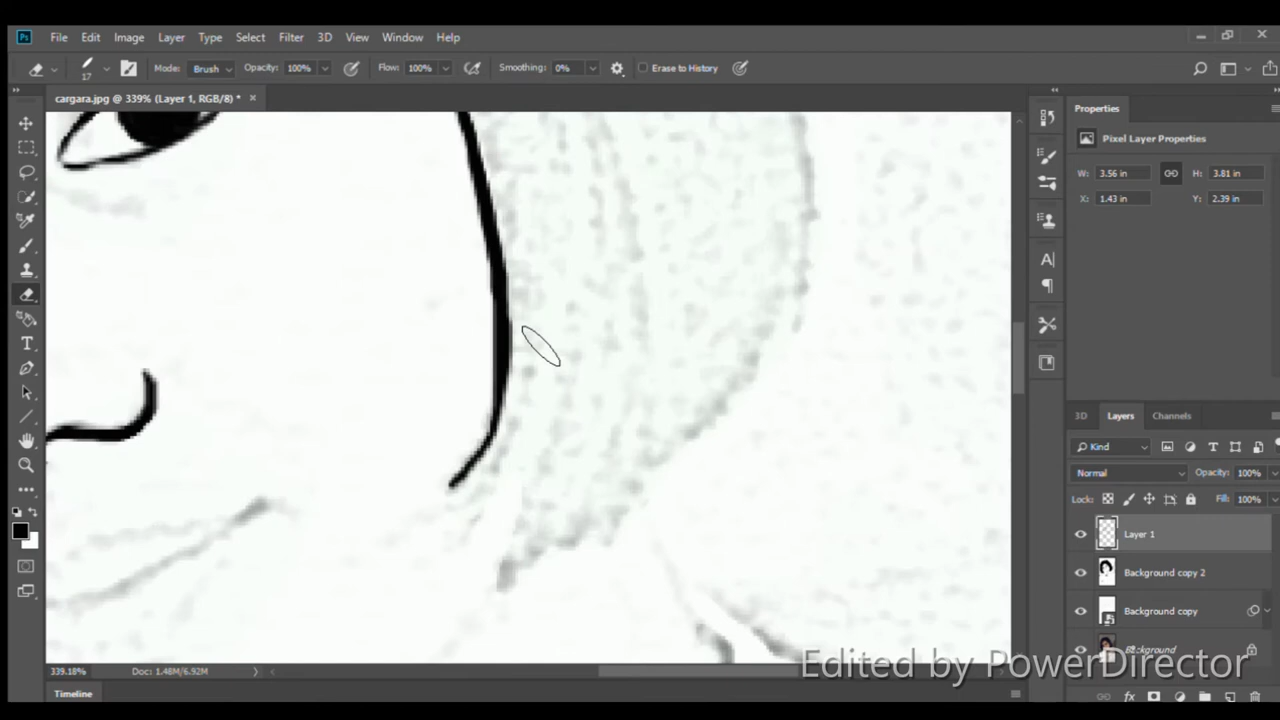 Ps File Edit Image Layer Type Select Filter 3D View Window Help
17 Mode: Brush Opacity: 100% Flow: 100% Smoothing: 0% Erase to History
cargara.jpg @ 339% (Layer 1, RGB/8) *
Properties
Pixel Layer Properties
W: 3.56 in H: 3.81 in
X: 1.43 in Y: 2.39 in
3D Layers Channels
Kind
Normal Opacity: 100%
Lock: Fill: 100%
Layer 1
Background copy 2
Background copy
Background
339.18% Doc: 1.48M/6.92M
Timeline
Edited by PowerDirector